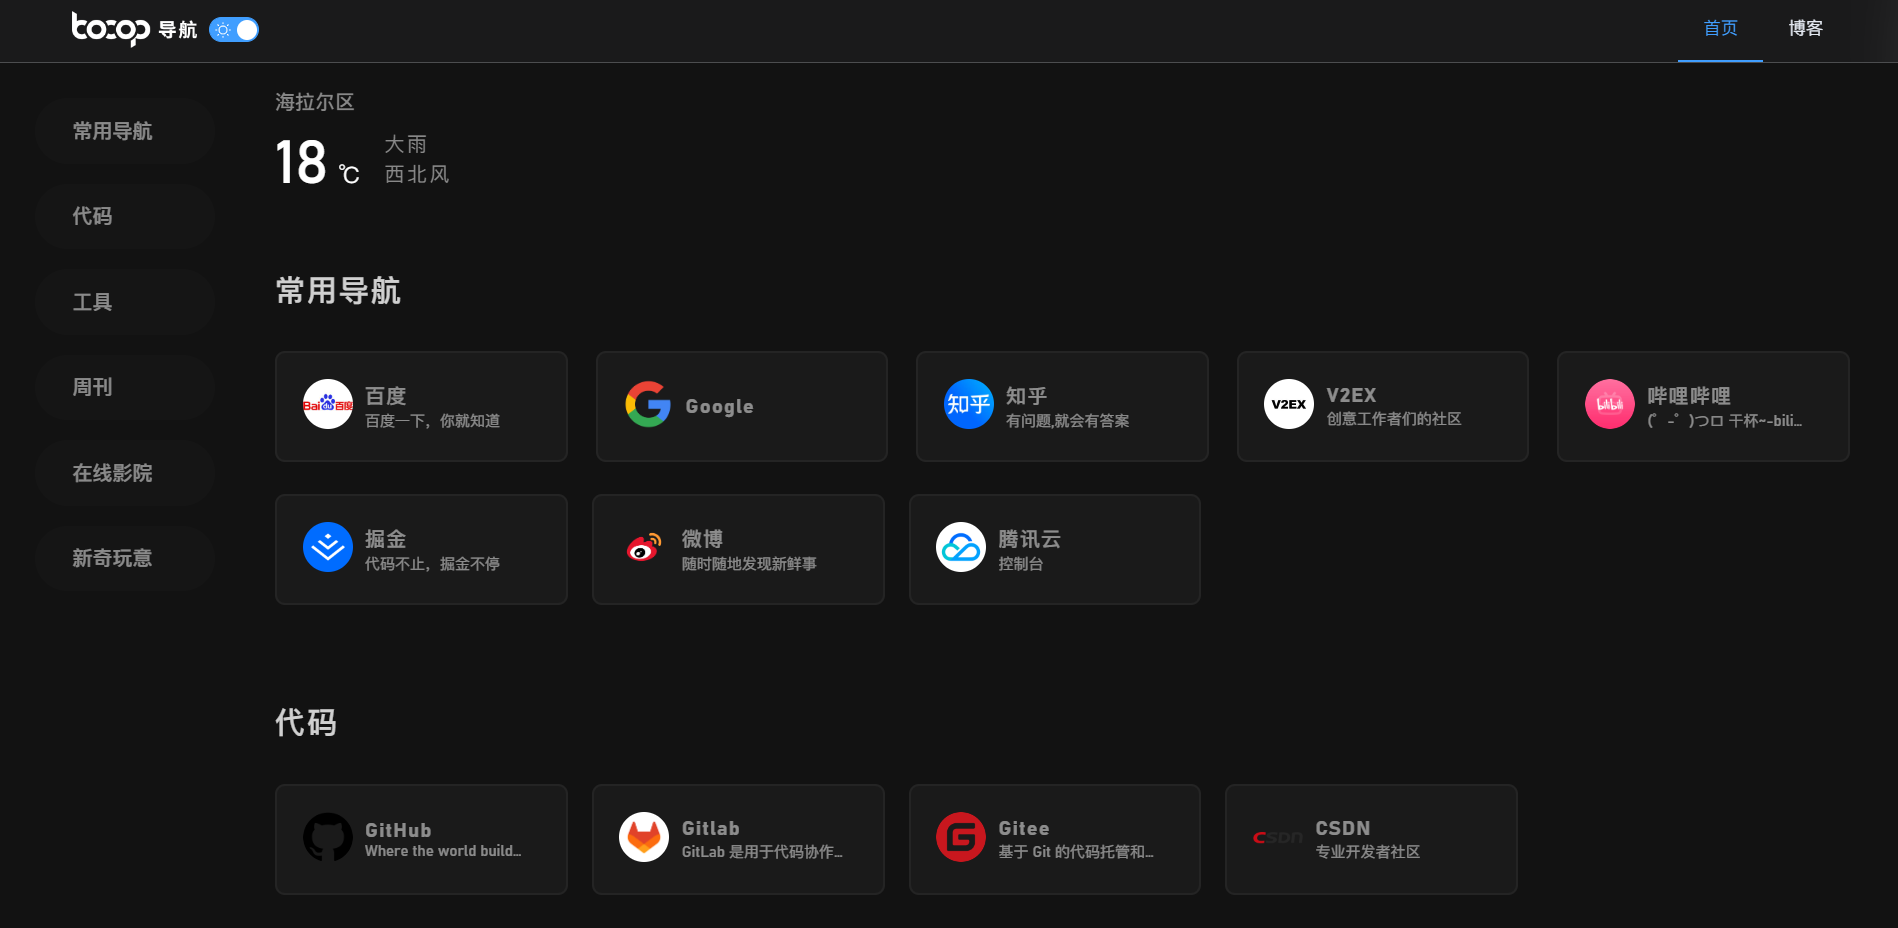 bocop 导航
首页
博客
常用导航
代码
工具
周刊
在线影院
新奇玩意
海拉尔区
18 ℃
大雨
西北风
常用导航
Bai du 百度
百度
百度一下，你就知道
Google
知乎
知乎
有问题,就会有答案
V2EX
V2EX
创意工作者们的社区
bilibili
哔哩哔哩
(゜-゜)つロ 干杯~-bili...
掘金
代码不止，掘金不停
微博
随时随地发现新鲜事
腾讯云
控制台
代码
GitHub
Where the world build...
Gitlab
GitLab 是用于代码协作...
Gitee
基于 Git 的代码托管和...
CSDN
CSDN
专业开发者社区